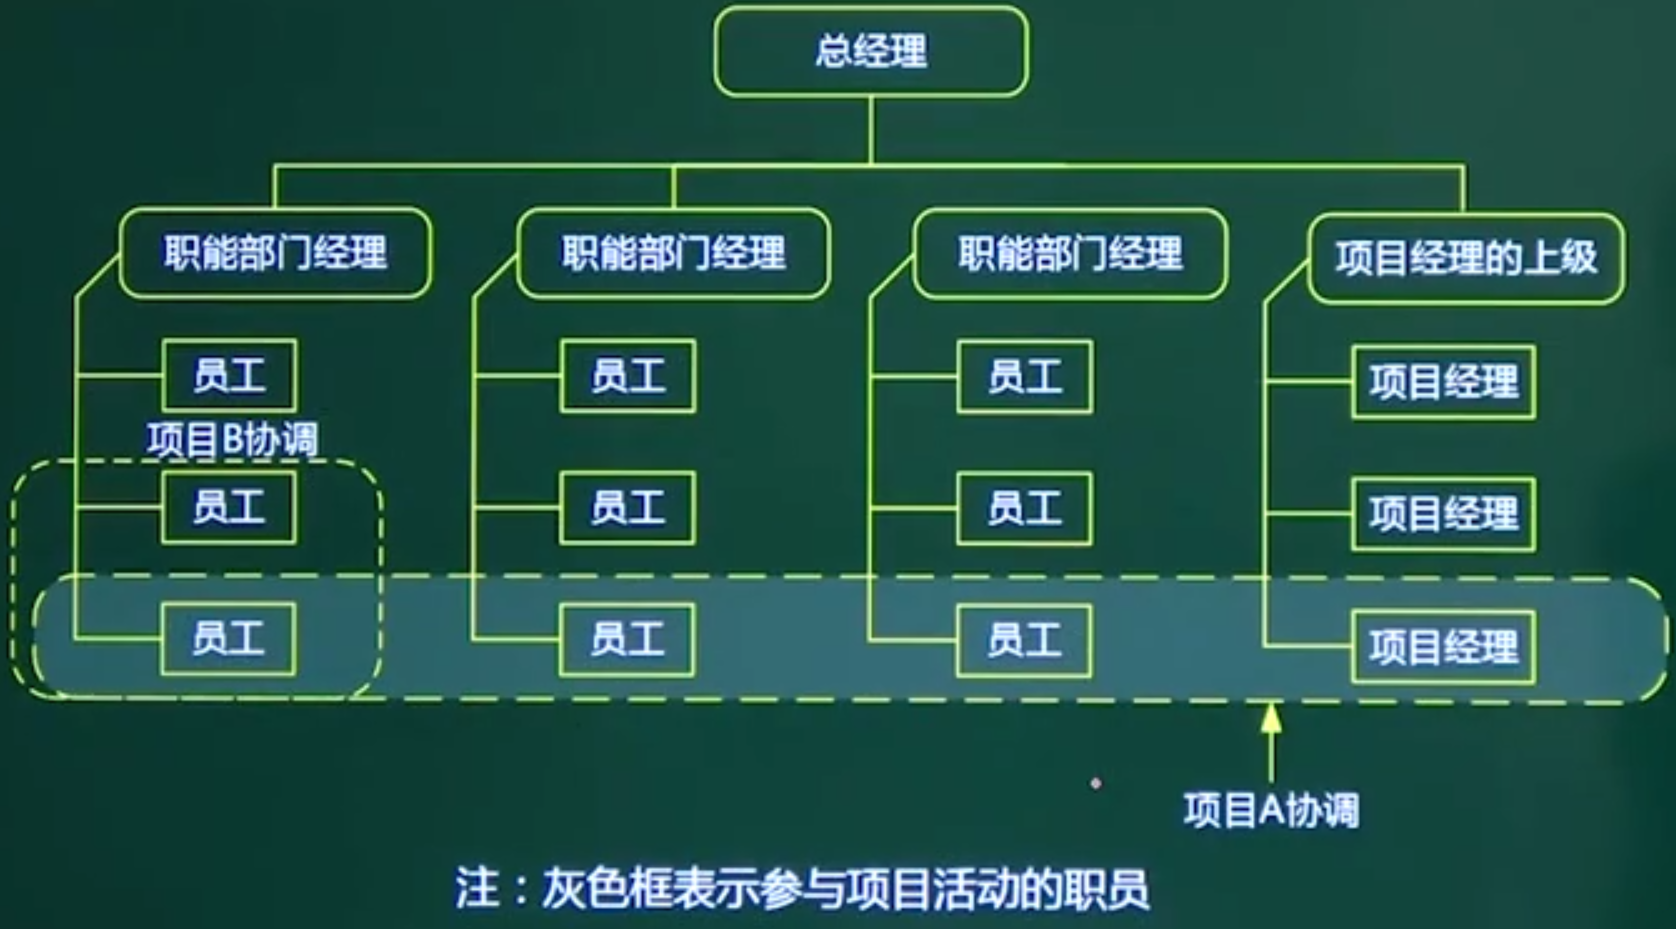 总经理
职能部门经理
职能部门经理
职能部门经理
项目经理的上级
员工
员工
员工
项目经理
项目B协调
员工
员工
员工
项目经理
员工
员工
员工
项目经理
项目A协调
注：灰色框表示参与项目活动的职员